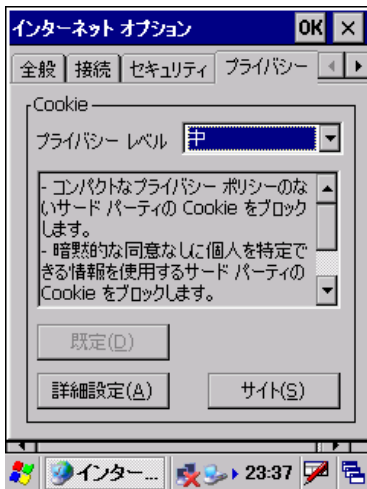 インターネット オプション OK ×
全般 接続 セキュリティ プライバシー
Cookie
プライバシー レベル 中
- コンパクトなプライバシー ポリシーのな
いサード パーティの Cookie をブロック
します。
- 暗黙的な同意なしに個人を特定で
きる情報を使用するサード パーティの
Cookie をブロックします。
既定(D)
詳細設定(A) サイト(S)
インター... 23:37